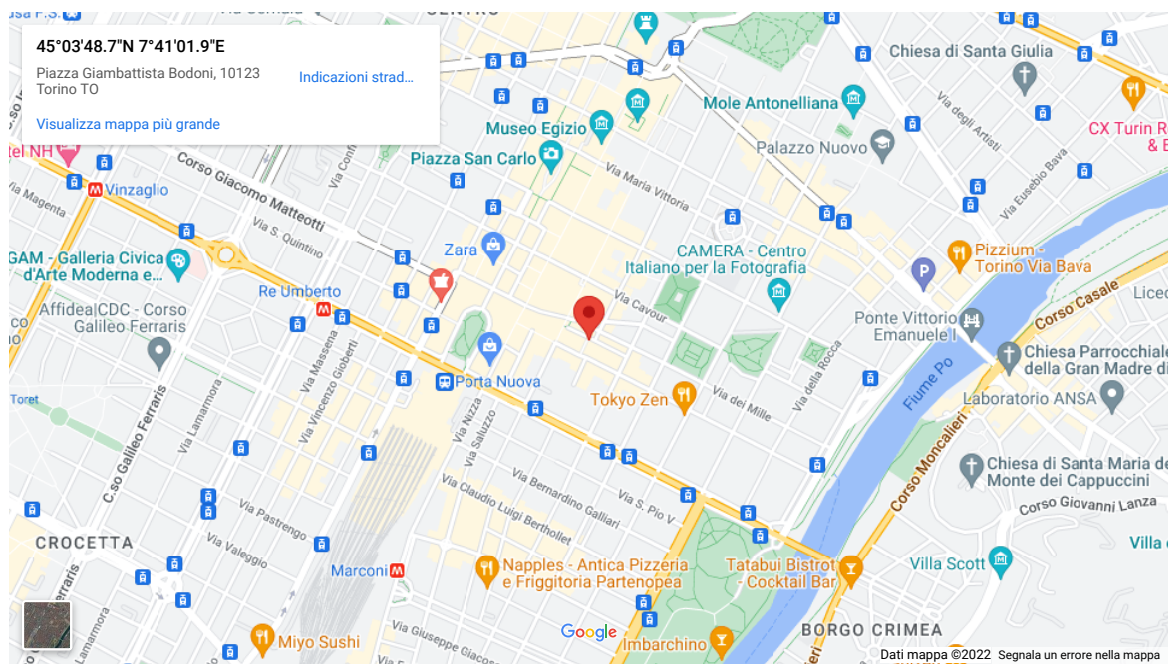 CENTRO
45°03'48.7"N 7°41'01.9"E
Piazza Giambattista Bodoni, 10123
Torino TO
Indicazioni strad...
Visualizza mappa più grande
Chiesa di Santa Giulia
Mole Antonelliana
Via degli Artisti
CX Turin R
& E
Museo Egizio
Palazzo Nuovo
Piazza San Carlo
tel NH
Corso Giacomo Matteotti
Vinzaglio
Via Magenta
Via Maria Vittoria
Via Eusebio Bava
Via S. Quintino
Zara
GAM - Galleria Civica
d'Arte Moderna e...
CAMERA - Centro
Italiano per la Fotografia
Pizzium -
Torino Via Bava
P
Re Umberto
Via Cavour
Corso Casale
Liceo
Affidea|CDC - Corso
Galileo Ferraris
Ponte Vittorio
Emanuele I
Via Massena
Via Vincenzo Gioberti
Via della Rocca
Fiume Po
Chiesa Parrocchiale
della Gran Madre di
Porta Nuova
Tokyo Zen
Via dei Mille
Laboratorio ANSA
Toret
Via Lamarmora
C.so Galileo Ferraris
Via Nizza
Via Saluzzo
Corso Moncalieri
Chiesa di Santa Maria de
Monte dei Cappuccini
Corso Giovanni Lanza
Via Bernardino Galliari
Via S. Pio V
Via Claudio Luigi Berthollet
Via Pastrengo
Via Valeggio
CROCETTA
Marconi
Napples - Antica Pizzeria
e Friggitoria Partenopea
Tatabui Bistrot
- Cocktail Bar
Villa Scott
Villa
Ferraris
Lamarmora
Miyo Sushi
Via Giuseppe Giacosa
Google
Imbarchino
BORGO CRIMEA
Dati mappa ©2022
Segnala un errore nella mappa